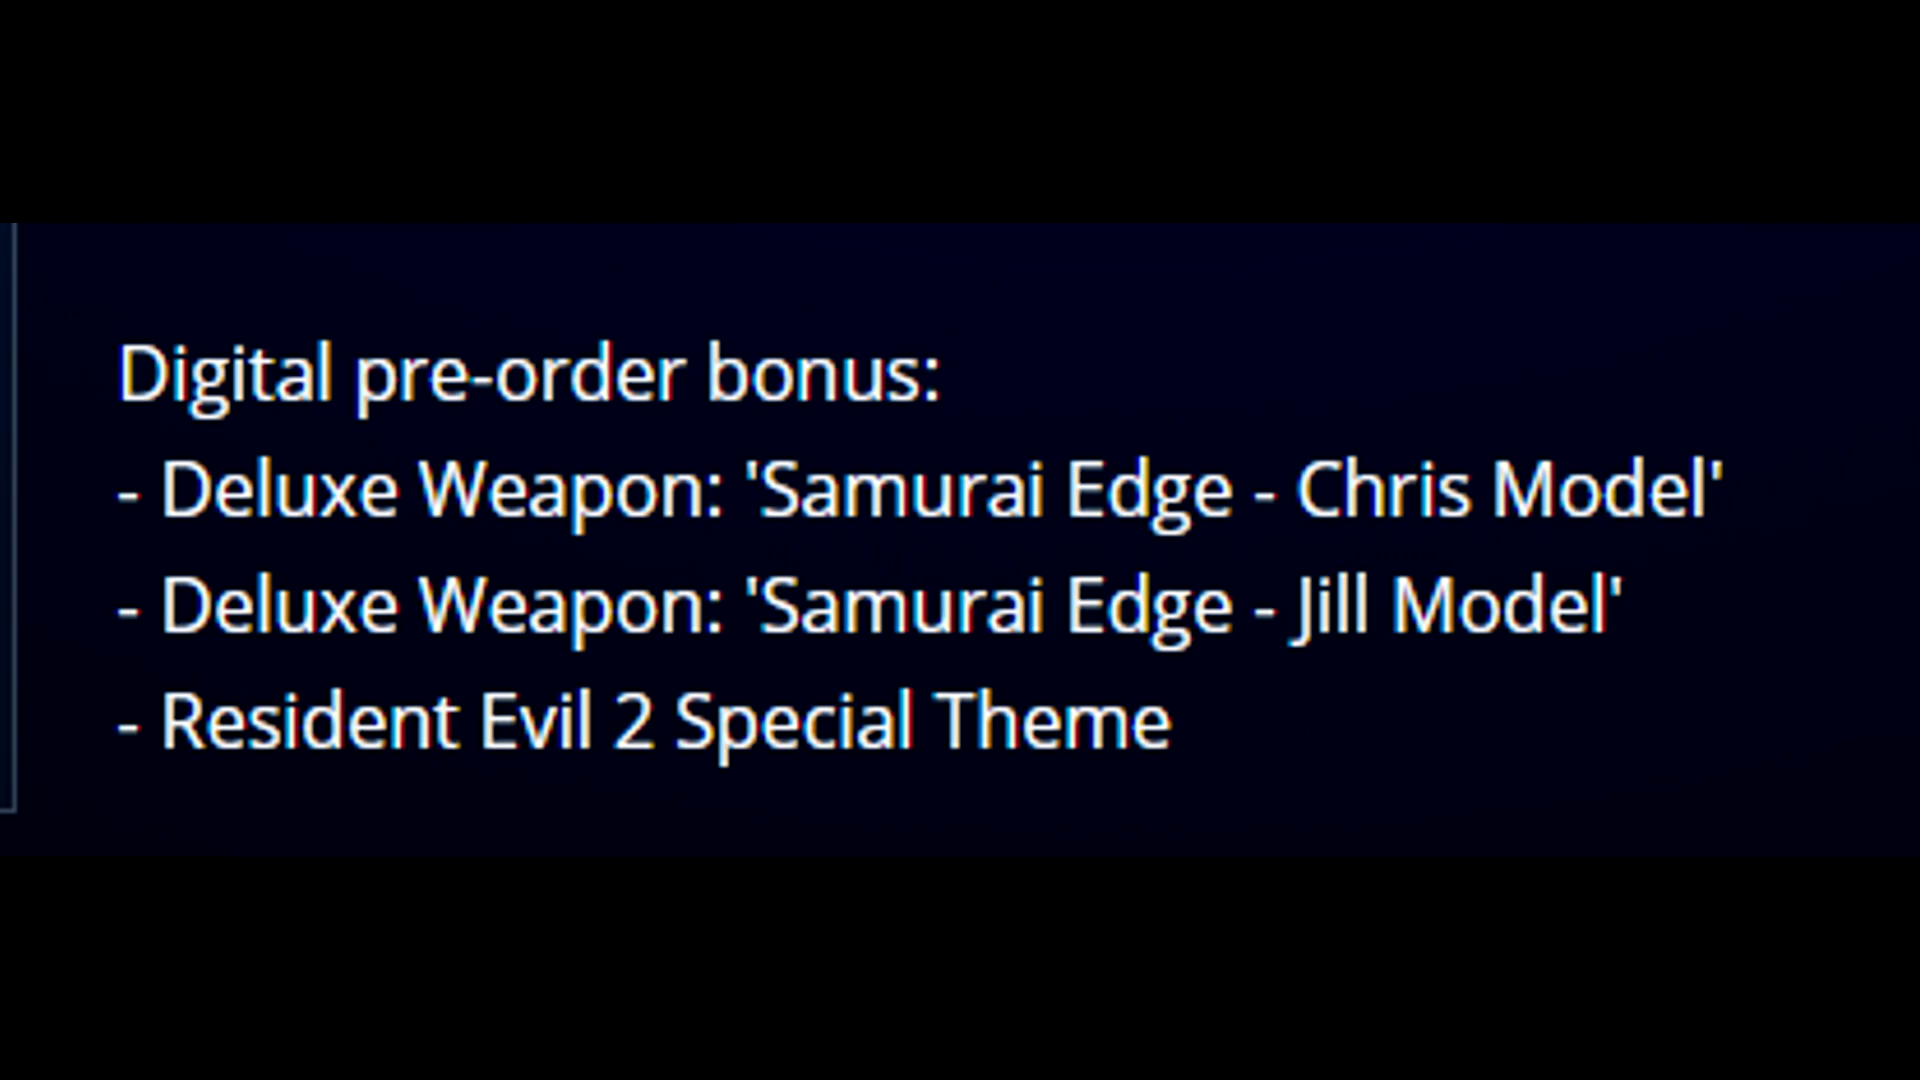 Digital pre-order bonus:
- Deluxe Weapon: 'Samurai Edge - Chris Model'
- Deluxe Weapon: 'Samurai Edge - Jill Model'
- Resident Evil 2 Special Theme